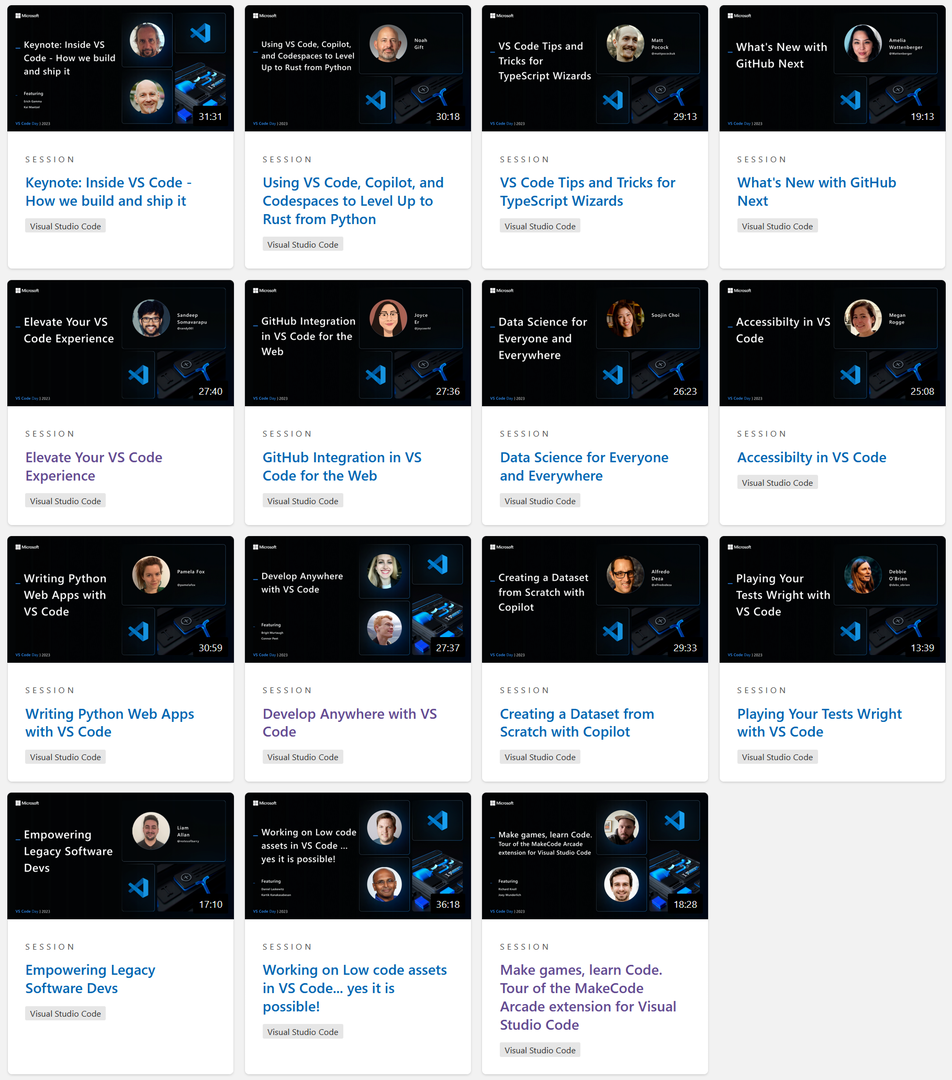 Microsoft
Keynote: Inside VS
Code - How we build
and ship it
Featuring
Erich Gamma
Kai Maetzel
VS Code Day | 2023
31:31
SESSION
Keynote: Inside VS Code -
How we build and ship it
Visual Studio Code
Microsoft
Using VS Code, Copilot,
and Codespaces to Level
Up to Rust from Python
Noah
Gift
VS Code Day | 2023
30:18
SESSION
Using VS Code, Copilot, and
Codespaces to Level Up to
Rust from Python
Visual Studio Code
Microsoft
VS Code Tips and
Tricks for
TypeScript Wizards
Matt
Pocock
VS Code Day | 2023
29:13
SESSION
VS Code Tips and Tricks for
TypeScript Wizards
Visual Studio Code
Microsoft
What's New with
GitHub Next
Amelia
Wattenberger
VS Code Day | 2023
19:13
SESSION
What's New with GitHub
Next
Visual Studio Code
Microsoft
Elevate Your VS
Code Experience
Sandeep
Somavarapu
VS Code Day | 2023
27:40
SESSION
Elevate Your VS Code
Experience
Visual Studio Code
Microsoft
GitHub Integration
in VS Code for the
Web
Joyce
Er
VS Code Day | 2023
27:36
SESSION
GitHub Integration in VS
Code for the Web
Visual Studio Code
Microsoft
Data Science for
Everyone and
Everywhere
Soojin Choi
VS Code Day | 2023
26:23
SESSION
Data Science for Everyone
and Everywhere
Visual Studio Code
Microsoft
Accessibilty in VS
Code
Megan
Rogge
VS Code Day | 2023
25:08
SESSION
Accessibilty in VS Code
Visual Studio Code
Microsoft
Writing Python
Web Apps with
VS Code
Pamela Fox
VS Code Day | 2023
30:59
SESSION
Writing Python Web Apps
with VS Code
Visual Studio Code
Microsoft
Develop Anywhere
with VS Code
Featuring
VS Code Day | 2023
27:37
SESSION
Develop Anywhere with VS
Code
Visual Studio Code
Microsoft
Creating a Dataset
from Scratch with
Copilot
Alfredo
Deza
VS Code Day | 2023
29:33
SESSION
Creating a Dataset from
Scratch with Copilot
Visual Studio Code
Microsoft
Playing Your
Tests Wright with
VS Code
Debbie
O'Brien
VS Code Day | 2023
13:39
SESSION
Playing Your Tests Wright
with VS Code
Visual Studio Code
Microsoft
Empowering
Legacy Software
Devs
Liam
Allan
VS Code Day | 2023
17:10
SESSION
Empowering Legacy
Software Devs
Visual Studio Code
Microsoft
Working on Low code
assets in VS Code ...
yes it is possible!
Featuring
VS Code Day | 2023
36:18
SESSION
Working on Low code assets
in VS Code... yes it is
possible!
Visual Studio Code
Microsoft
Make games, learn Code.
Tour of the MakeCode Arcade
extension for Visual Studio Code
Featuring
VS Code Day | 2023
18:28
SESSION
Make games, learn Code.
Tour of the MakeCode
Arcade extension for Visual
Studio Code
Visual Studio Code